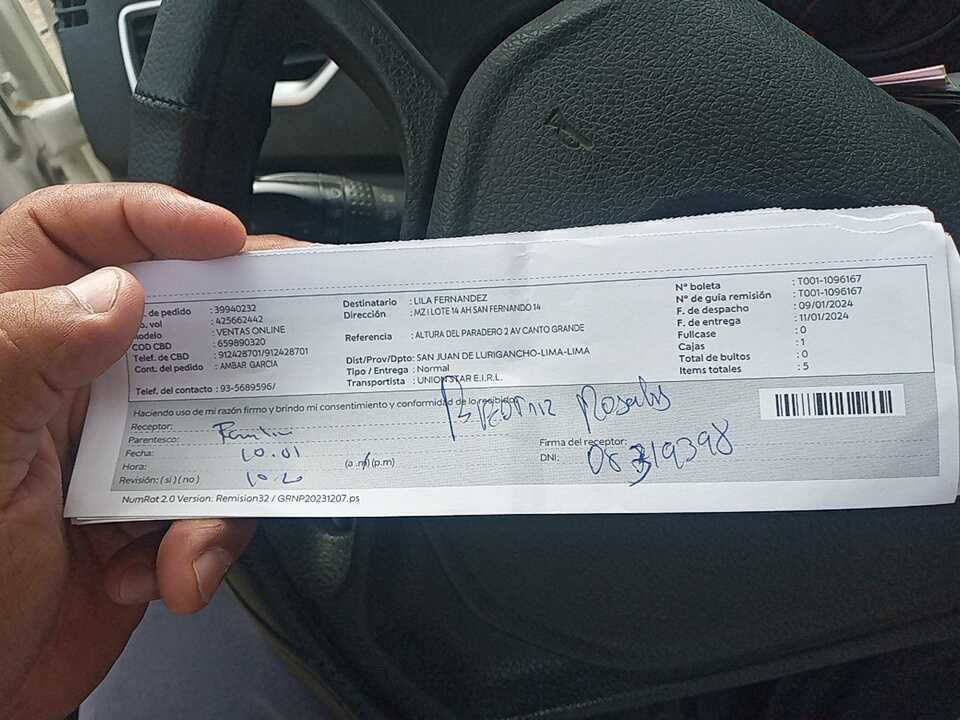 de pedido : 39940232
vol : 425662442
: VENTAS ONLINE
COD CBD : 659890320
Telef. de CBD : 912428701/912428701
Cont. del pedido : AMBAR GARCIA
Telef. del contacto : 93-5689596/
Destinatario : LILA FERNANDEZ
Dirección : MZ I LOTE 14 AH SAN FERNANDO 14
Referencia : ALTURA DEL PARADERO 2 AV CANTO GRANDE
Dist/Prov/Dpto: SAN JUAN DE LURIGANCHO-LIMA-LIMA
Tipo / Entrega : Normal
Transportista : UNION STAR E.I.R.L.
N° boleta : T001-1096167
N° de guía remisión : T001-1096167
F. de despacho : 09/01/2024
F. de entrega : 11/01/2024
Fullcase : 0
Cajas : 1
Total de bultos : 0
Items totales : 5
Haciendo uso de mi razón firmo y brindo mi consentimiento y conformidad de lo recibido:
Receptor: Rosales
Parentesco:
Fecha: 10.01
Hora: 10.20 (a.m) (p.m)
Revisión: ( si ) ( no )
Firma del receptor:
DNI: 08319398
NumRot 2.0 Version: Remision32 / GRNP20231207.ps